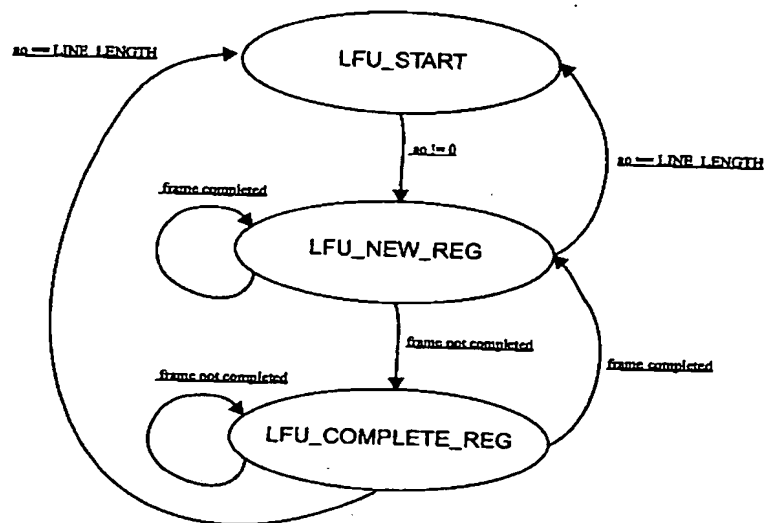 ao == LINE_LENGTH
LFU_START
ao != 0
ao == LINE_LENGTH
frame completed
LFU_NEW_REG
frame not completed
frame completed
frame not completed
LFU_COMPLETE_REG